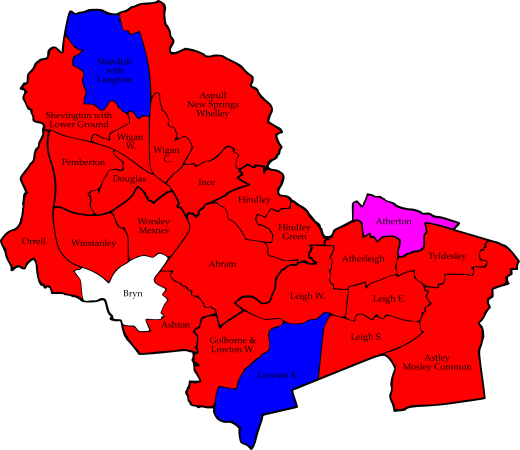 Standish
with
Langtree
Aspull
New Springs
Whelley
Shevington with
Lower Ground
Wigan
W.
Wigan
C.
Pemberton
Douglas
Ince
Hindley
Hindley
Green
Atherton
Orrell
Winstanley
Worsley
Mesnes
Abram
Atherleigh
Tyldesley
Bryn
Leigh W.
Leigh E.
Ashton
Golborne &
Lowton W.
Leigh S.
Lowton E.
Astley
Mosley Common